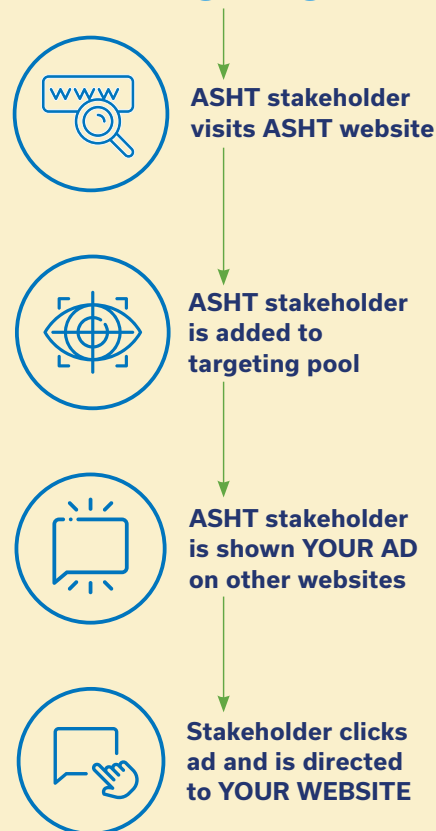 www
ASHT stakeholder
visits ASHT website
ASHT stakeholder
is added to
targeting pool
ASHT stakeholder
is shown YOUR AD
on other websites
Stakeholder clicks
ad and is directed
to YOUR WEBSITE